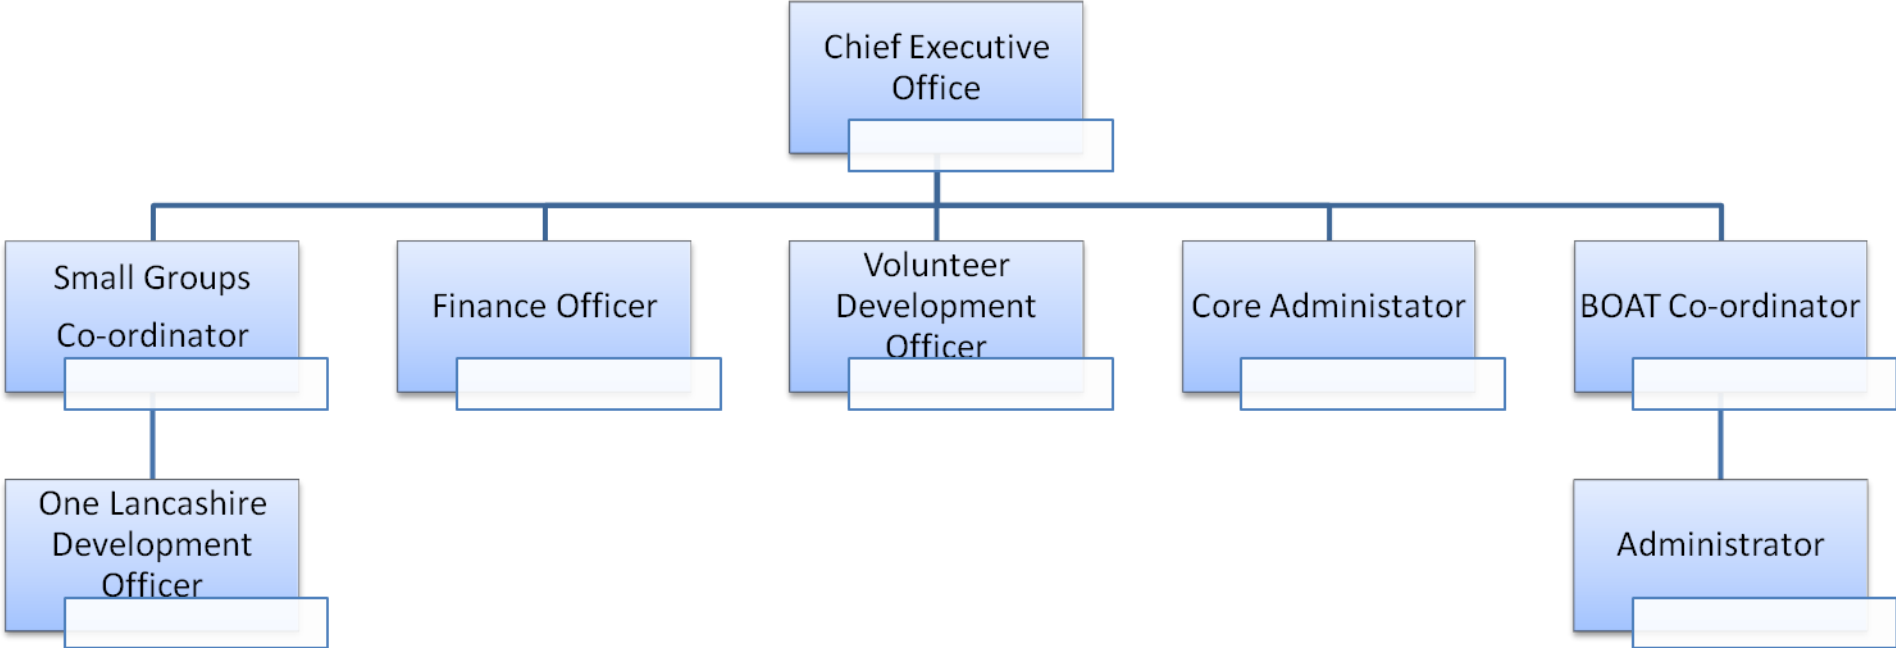 Chief Executive
Office
Small Groups
Co-ordinator
Finance Officer
Volunteer
Development
Officer
Core Administator
BOAT Co-ordinator
One Lancashire
Development
Officer
Administrator